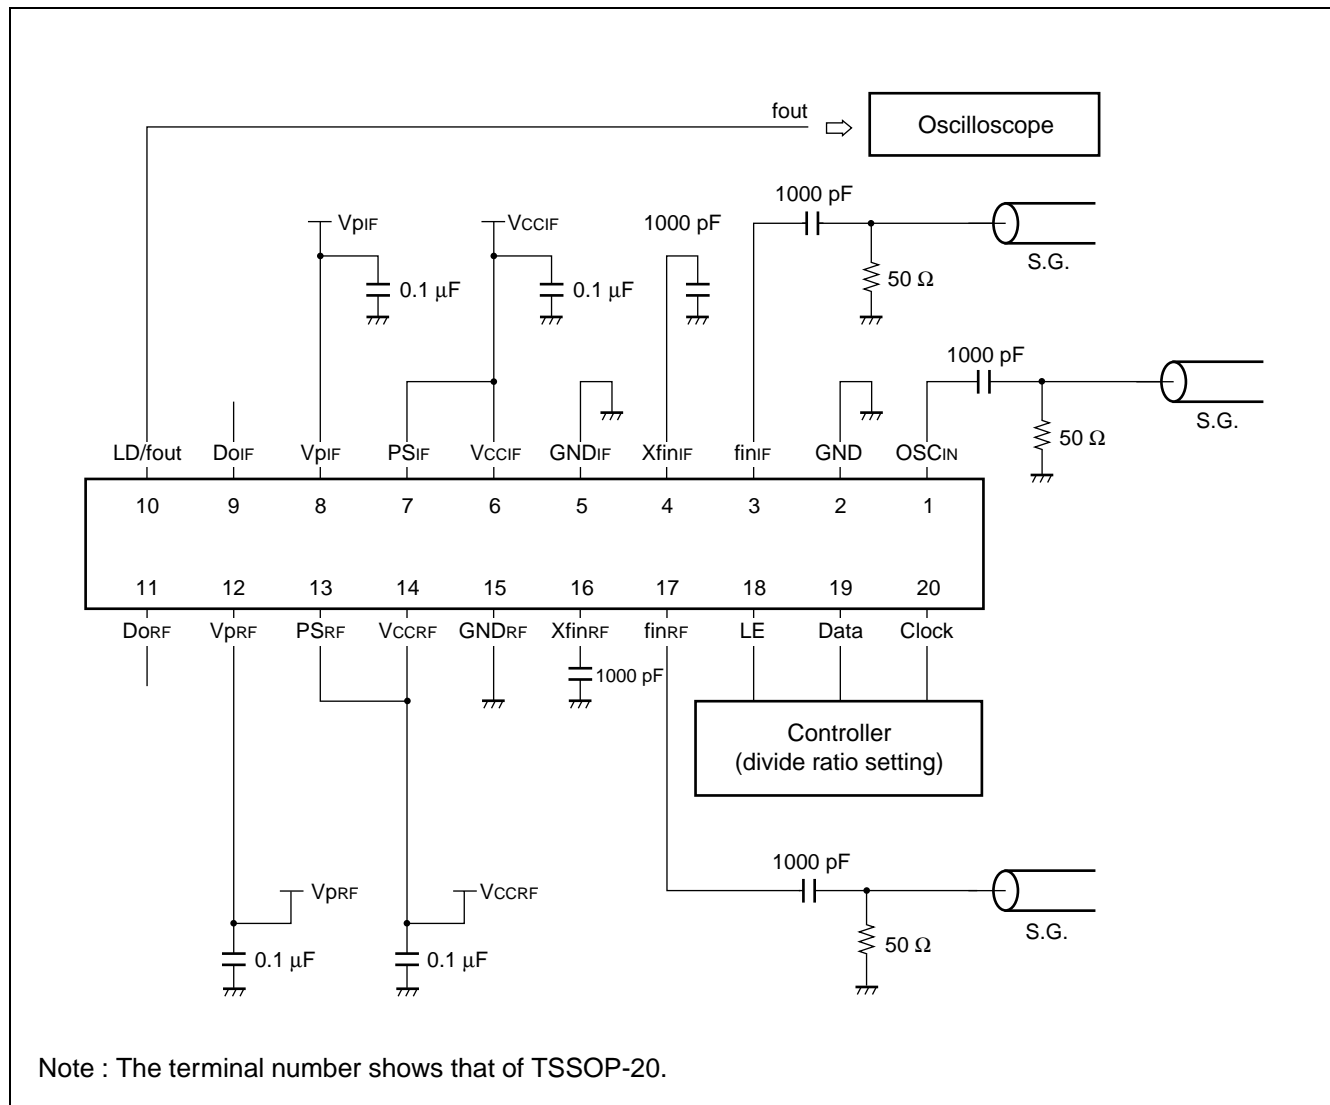 fout
Oscilloscope
1000 pF
VpIF
VCCIF
1000 pF
S.G.
50 Ω
0.1 µF
0.1 µF
1000 pF
S.G.
50 Ω
LD/fout DoIF VpIF PSIF VCCIF GNDIF XfinIF finIF GND OSCIN
10 9 8 7 6 5 4 3 2 1
11 12 13 14 15 16 17 18 19 20
DoRF VpRF PSRF VCCRF GNDRF XfinRF finRF LE Data Clock
1000 pF
Controller
(divide ratio setting)
1000 pF
VpRF
VCCRF
S.G.
50 Ω
0.1 µF
0.1 µF
Note : The terminal number shows that of TSSOP-20.